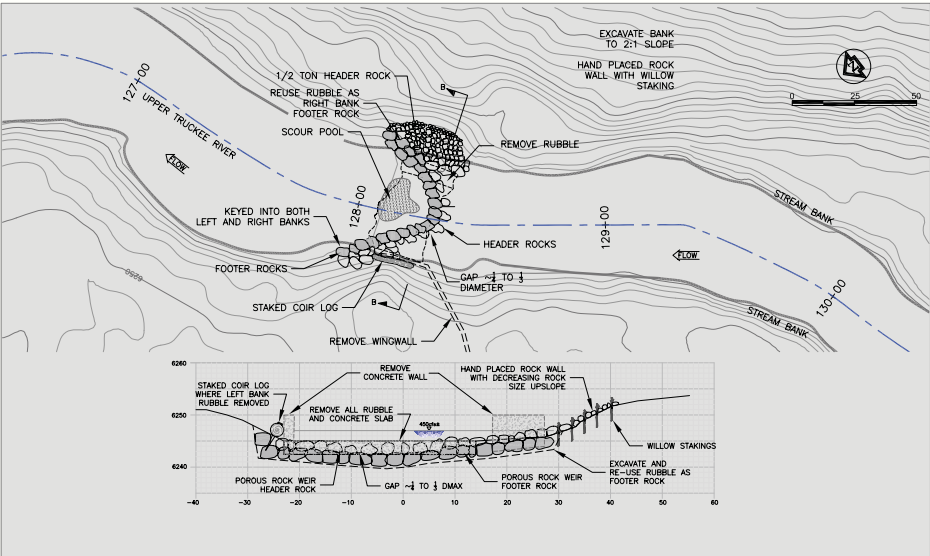 EXCAVATE BANK
TO 2:1 SLOPE
HAND PLACED ROCK
WALL WITH WILLOW
STAKING
0 25 50
1/2 TON HEADER ROCK
REUSE RUBBLE AS
RIGHT BANK
FOOTER ROCK
SCOUR POOL
B
REMOVE RUBBLE
127+00
UPPER TRUCKEE RIVER
FLOW
128+00
KEYED INTO BOTH
LEFT AND RIGHT BANKS
FOOTER ROCKS
STAKED COIR LOG
HEADER ROCKS
GAP ~¼ TO ⅓
DIAMETER
B
REMOVE WINGWALL
129+00
FLOW
STREAM BANK
130+00
STREAM BANK
6260
6250
6240
STAKED COIR LOG
WHERE LEFT BANK
RUBBLE REMOVED
REMOVE
CONCRETE WALL
REMOVE ALL RUBBLE
AND CONCRETE SLAB
450cfs
HAND PLACED ROCK WALL
WITH DECREASING ROCK
SIZE UPSLOPE
WILLOW STAKINGS
EXCAVATE AND
RE-USE RUBBLE AS
FOOTER ROCK
POROUS ROCK WEIR
HEADER ROCK
GAP ~¼ TO ⅓ DMAX
POROUS ROCK WEIR
FOOTER ROCK
-40 -30 -20 -10 0 10 20 30 40 50 60